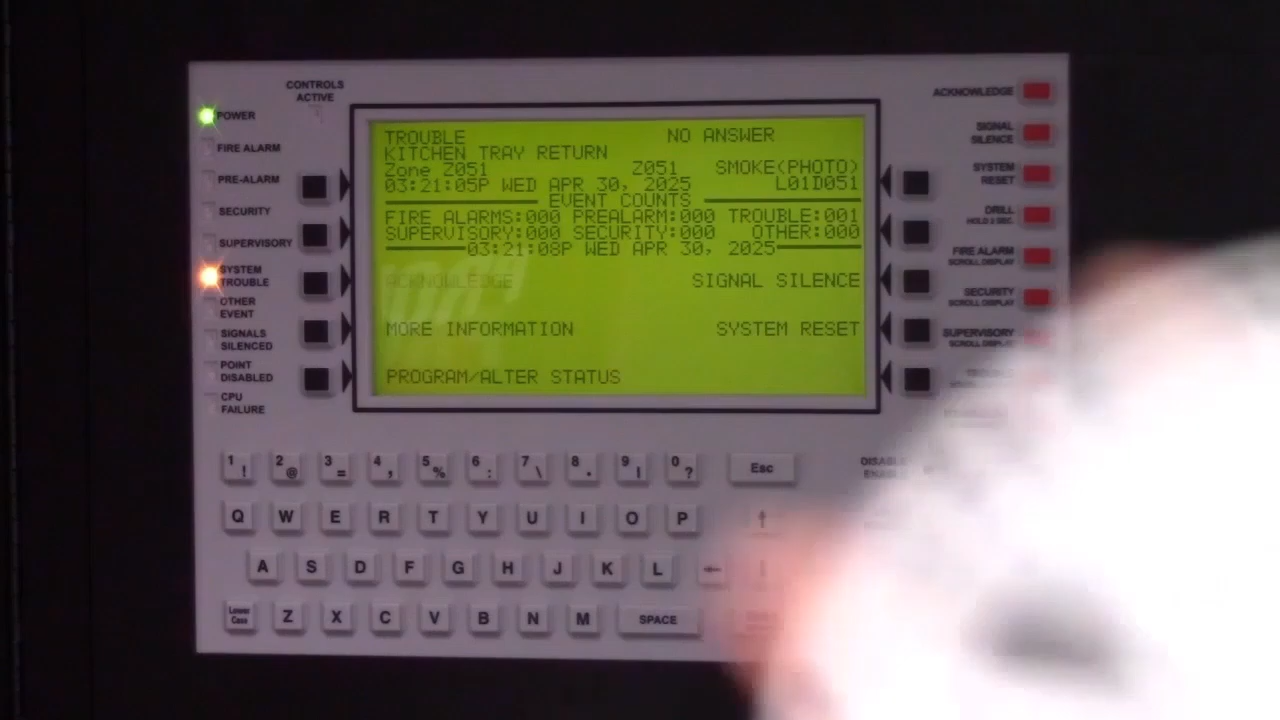 CONTROLS
ACTIVE
POWER
FIRE ALARM
PRE-ALARM
SECURITY
SUPERVISORY
SYSTEM
TROUBLE
OTHER
EVENT
SIGNALS
SILENCED
POINT
DISABLED
CPU
FAILURE
TROUBLE NO ANSWER
KITCHEN TRAY RETURN
Zone Z051 Z051 SMOKE(PHOTO)
03:21:05P WED APR 30, 2025 L01D051
EVENT COUNTS
FIRE ALARMS:000 PREALARM:000 TROUBLE:001
SUPERVISORY:000 SECURITY:000 OTHER:000
03:21:08P WED APR 30, 2025
ACKNOWLEDGE SIGNAL SILENCE
MORE INFORMATION SYSTEM RESET
PROGRAM/ALTER STATUS
ACKNOWLEDGE
SIGNAL
SILENCE
SYSTEM
RESET
DRILL
HOLD 2 SEC.
FIRE ALARM
SCROLL DISPLAY
SECURITY
SCROLL DISPLAY
SUPERVISORY
SCROLL DISPLAY
TROUBLE
1 ! 2 @ 3 = 4 , 5 % 6 : 7 \ 8 . 9 | 0 ? Esc
Q W E R T Y U I O P ↑
A S D F G H J K L ←
Lower
Case Z X C V B N M SPACE